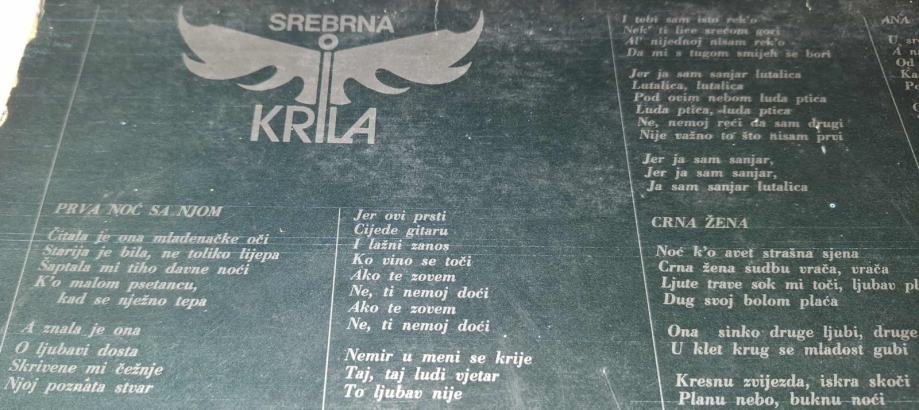 SREBRNA
KRILA
PRVA NOĆ SA NJOM
Čitala je ona mladenačke oči
Starija je bila, ne toliko lijepa
Šaptala mi tiho davne noći
K'o malom psetancu,
kad se nježno tepa
A znala je ona
O ljubavi dosta
Skrivene mi čežnje
Njoj poznata stvar
Jer ovi prsti
Cijede gitaru
I lažni zanos
Ko vino se toči
Ako te zovem
Ne, ti nemoj doći
Ako te zovem
Ne, ti nemoj doći
Nemir u meni se krije
Taj, taj ludi vjetar
To ljubav nije
I tebi sam isto rek'o
Nek' ti lice srećom gori
Al' nijednoj nisam rek'o
Da mi s tugom smijeh se bori
Jer ja sam sanjar lutalica
Lutalica, lutalica
Pod ovim nebom luda ptica
Luda ptica, luda ptica
Ne, nemoj reći da sam drugi
Nije važno to što nisam prvi
Jer ja sam sanjar,
Jer ja sam sanjar,
Ja sam sanjar lutalica
CRNA ŽENA
Noć k'o avet strašna sjena
Crna žena sudbu vrača, vrača
Ljute trave sok mi toči, ljubav
Dug svoj bolom plaća
Ona sinko druge ljubi, druge
U klet krug se mladost gubi
Kresnu zvijezda, iskra skoči
Planu nebo, buknu noći
ANA
U
A
Od
Ka